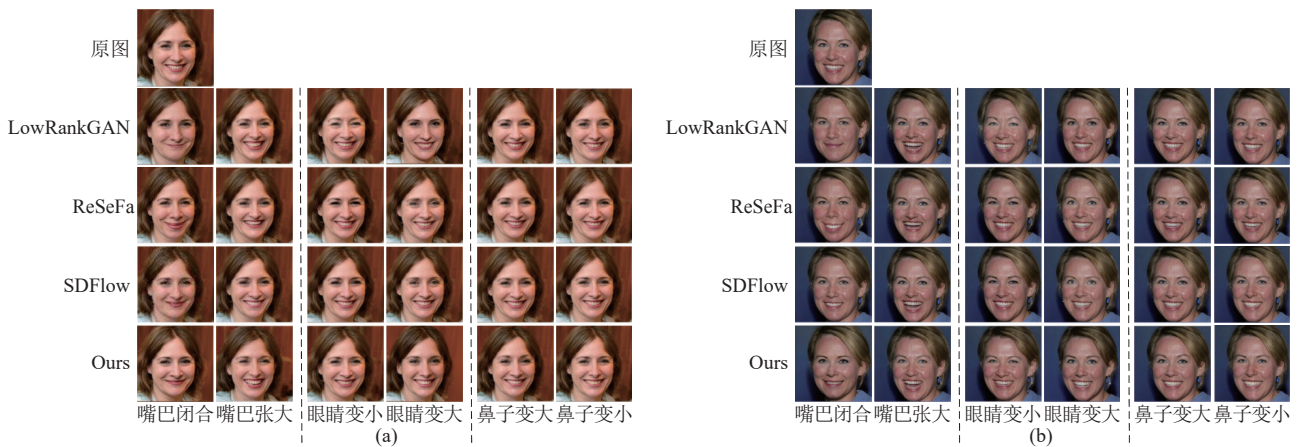 原图
LowRankGAN
ReSeFa
SDFlow
Ours
嘴巴闭合 嘴巴张大 眼睛变小 眼睛变大 鼻子变大 鼻子变小
(a)
原图
LowRankGAN
ReSeFa
SDFlow
Ours
嘴巴闭合 嘴巴张大 眼睛变小 眼睛变大 鼻子变大 鼻子变小
(b)